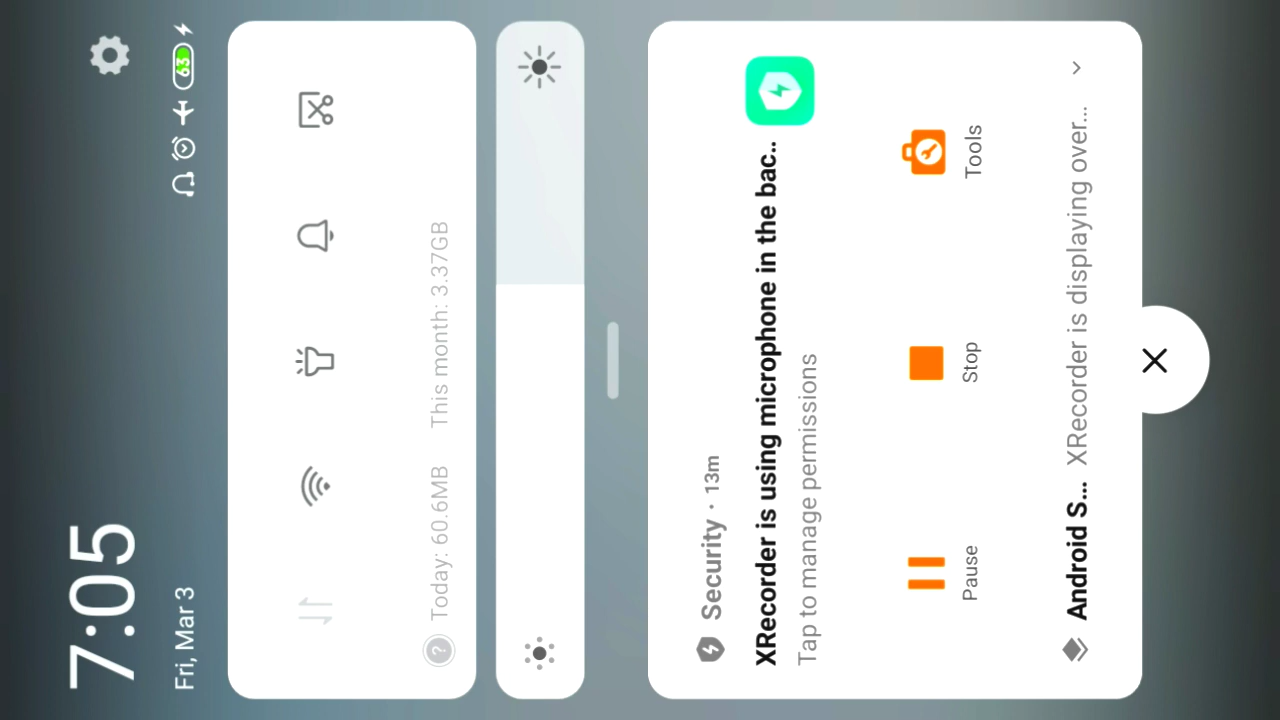 7:05
Fri, Mar 3
63
Today: 60.6MB This month: 3.37GB
Security · 13m
XRecorder is using microphone in the bac..
Tap to manage permissions
Pause Stop Tools
Android S... XRecorder is displaying over...